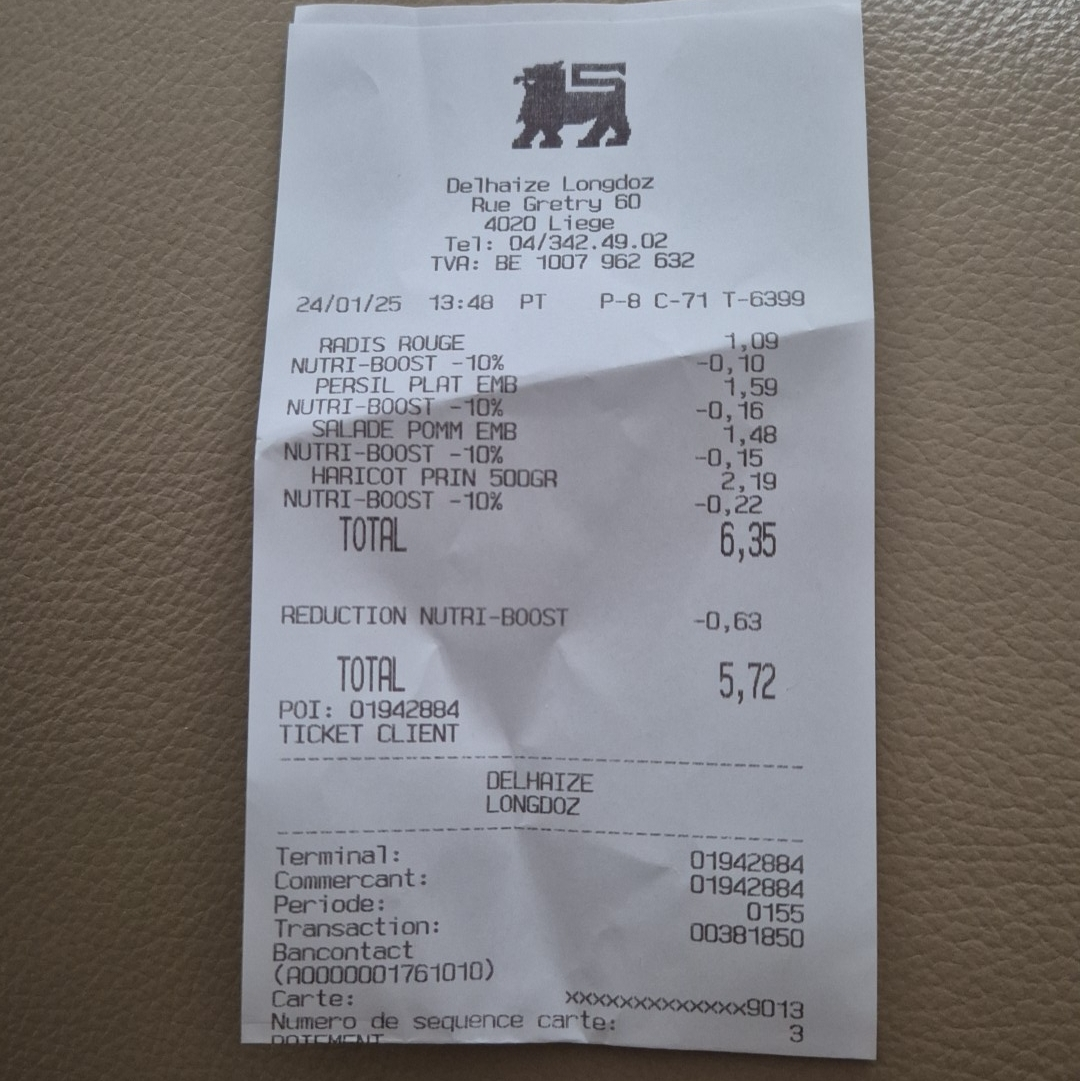 Delhaize Longdoz
Rue Gretry 60
4020 Liege
Tel: 04/342.49.02
TVA: BE 1007 962 632
24/01/25 13:48 PT P-8 C-71 T-6399
RADIS ROUGE 1,09
NUTRI-BOOST -10% -0,10
PERSIL PLAT EMB 1,59
NUTRI-BOOST -10% -0,16
SALADE POMM EMB 1,48
NUTRI-BOOST -10% -0,15
HARICOT PRIN 500GR 2,19
NUTRI-BOOST -10% -0,22
TOTAL 6,35
REDUCTION NUTRI-BOOST -0,63
TOTAL 5,72
POI: 01942884
TICKET CLIENT
DELHAIZE
LONGDOZ
Terminal: 01942884
Commercant: 01942884
Periode: 0155
Transaction: 00381850
Bancontact
(A0000001761010)
Carte: xxxxxxxxxxxxx9013
Numero de sequence carte: 3